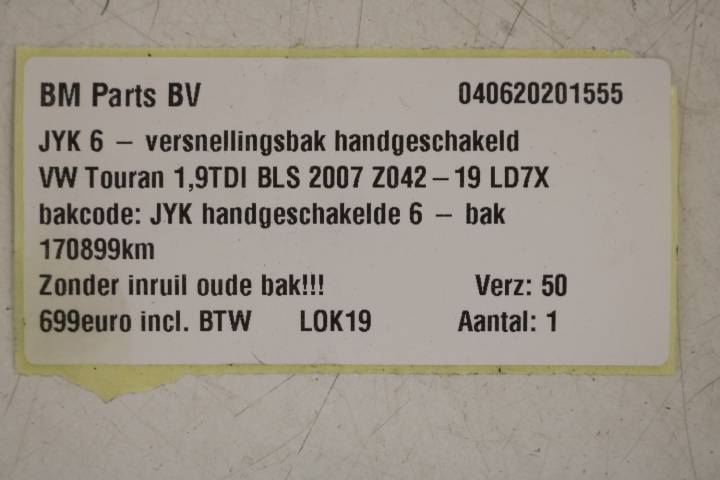 BM Parts BV 040620201555
JYK 6 – versnellingsbak handgeschakeld
VW Touran 1,9TDI BLS 2007 Z042 – 19 LD7X
bakcode: JYK handgeschakelde 6 – bak
170899km
Zonder inruil oude bak!!! Verz: 50
699euro incl. BTW LOK19 Aantal: 1